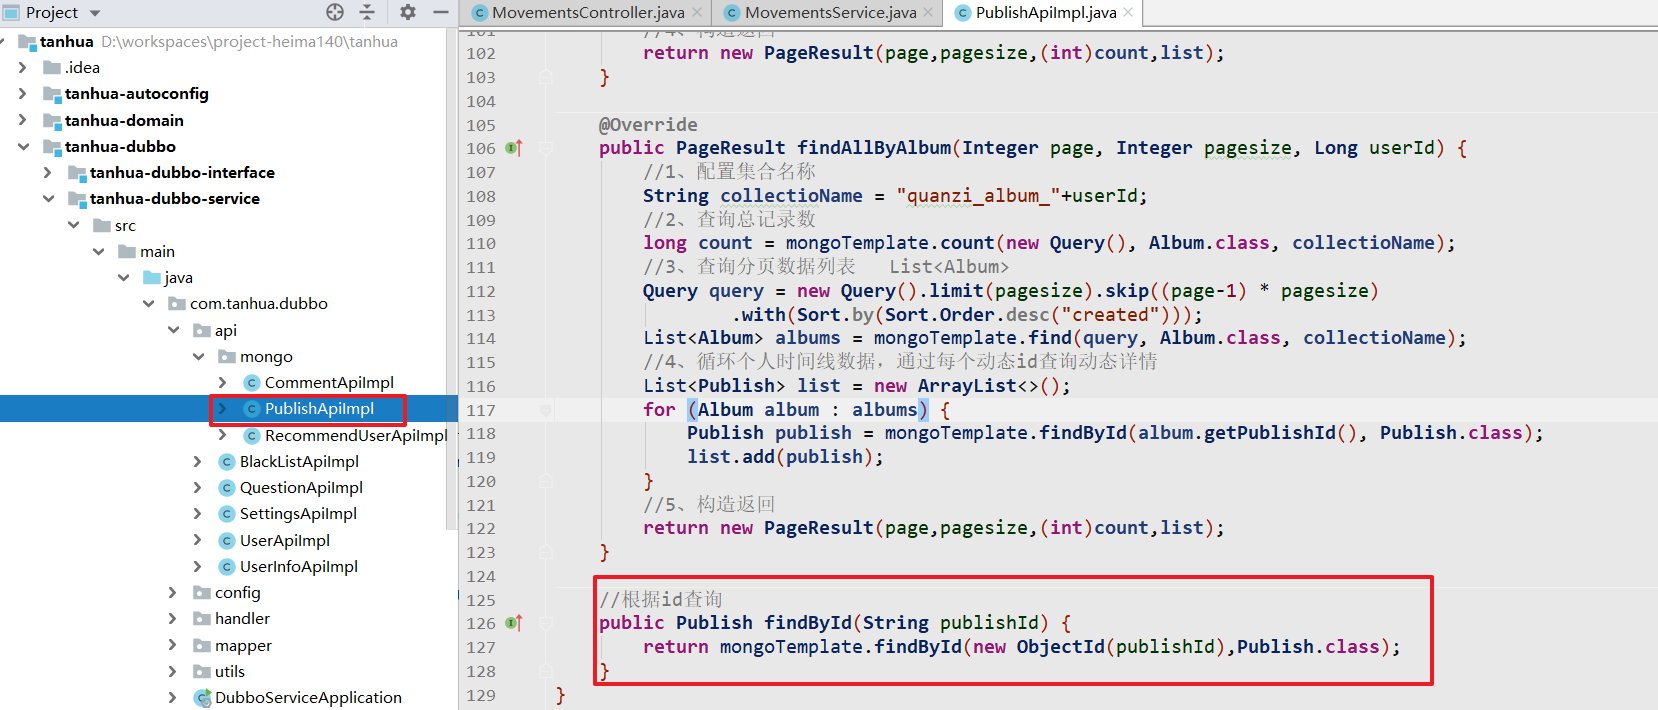 Project
MovementsController.java
MovementsService.java
PublishApiImpl.java
tanhua D:\workspaces\project-heima140\tanhua
.idea
tanhua-autoconfig
tanhua-domain
tanhua-dubbo
tanhua-dubbo-interface
tanhua-dubbo-service
src
main
java
com.tanhua.dubbo
api
mongo
CommentApiImpl
PublishApiImpl
RecommendUserApiImpl
BlackListApiImpl
QuestionApiImpl
SettingsApiImpl
UserApiImpl
UserInfoApiImpl
config
handler
mapper
utils
DubboServiceApplication
101 //4、构造返回
102 return new PageResult(page,pagesize,(int)count,list);
103 }
104
105 @Override
106 public PageResult findAllByAlbum(Integer page, Integer pagesize, Long userId) {
107 //1、配置集合名称
108 String collectioName = "quanzi_album_"+userId;
109 //2、查询总记录数
110 long count = mongoTemplate.count(new Query(), Album.class, collectioName);
111 //3、查询分页数据列表 List<Album>
112 Query query = new Query().limit(pagesize).skip((page-1) * pagesize)
113 .with(Sort.by(Sort.Order.desc("created")));
114 List<Album> albums = mongoTemplate.find(query, Album.class, collectioName);
115 //4、循环个人时间线数据，通过每个动态id查询动态详情
116 List<Publish> list = new ArrayList<>();
117 for (Album album : albums) {
118 Publish publish = mongoTemplate.findById(album.getPublishId(), Publish.class);
119 list.add(publish);
120 }
121 //5、构造返回
122 return new PageResult(page,pagesize,(int)count,list);
123 }
124
125 //根据id查询
126 public Publish findById(String publishId) {
127 return mongoTemplate.findById(new ObjectId(publishId),Publish.class);
128 }
129 }